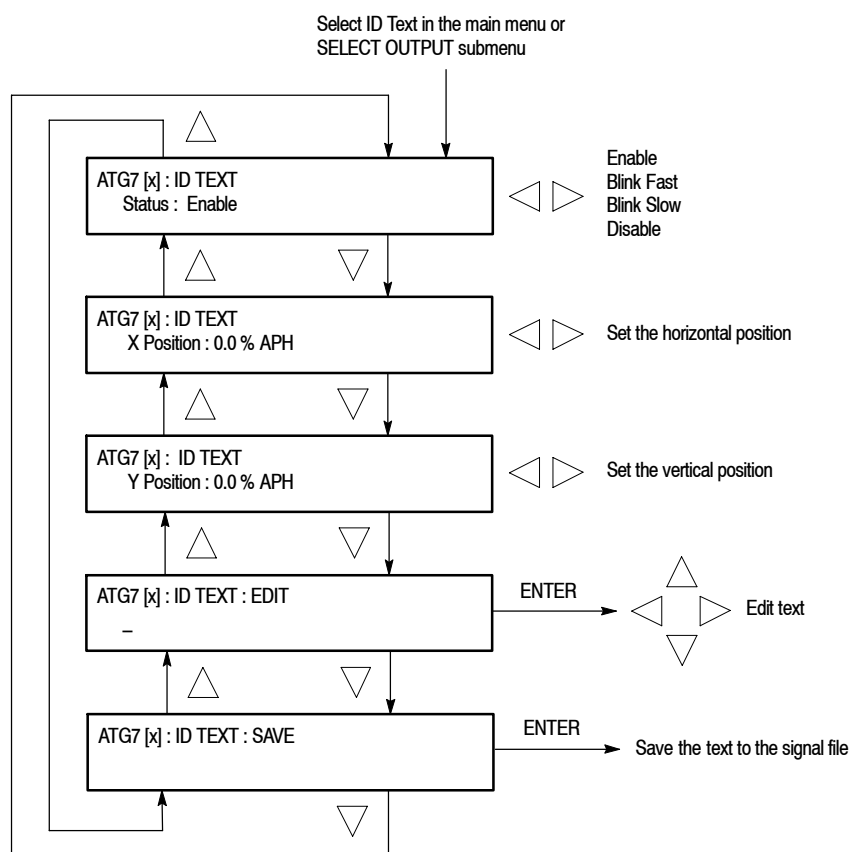 Select ID Text in the main menu or
SELECT OUTPUT submenu
ATG7 [x] : ID TEXT
Status : Enable
Enable
Blink Fast
Blink Slow
Disable
ATG7 [x] : ID TEXT
X Position : 0.0 % APH
Set the horizontal position
ATG7 [x] : ID TEXT
Y Position : 0.0 % APH
Set the vertical position
ATG7 [x] : ID TEXT : EDIT
_
ENTER
Edit text
ATG7 [x] : ID TEXT : SAVE
ENTER
Save the text to the signal file